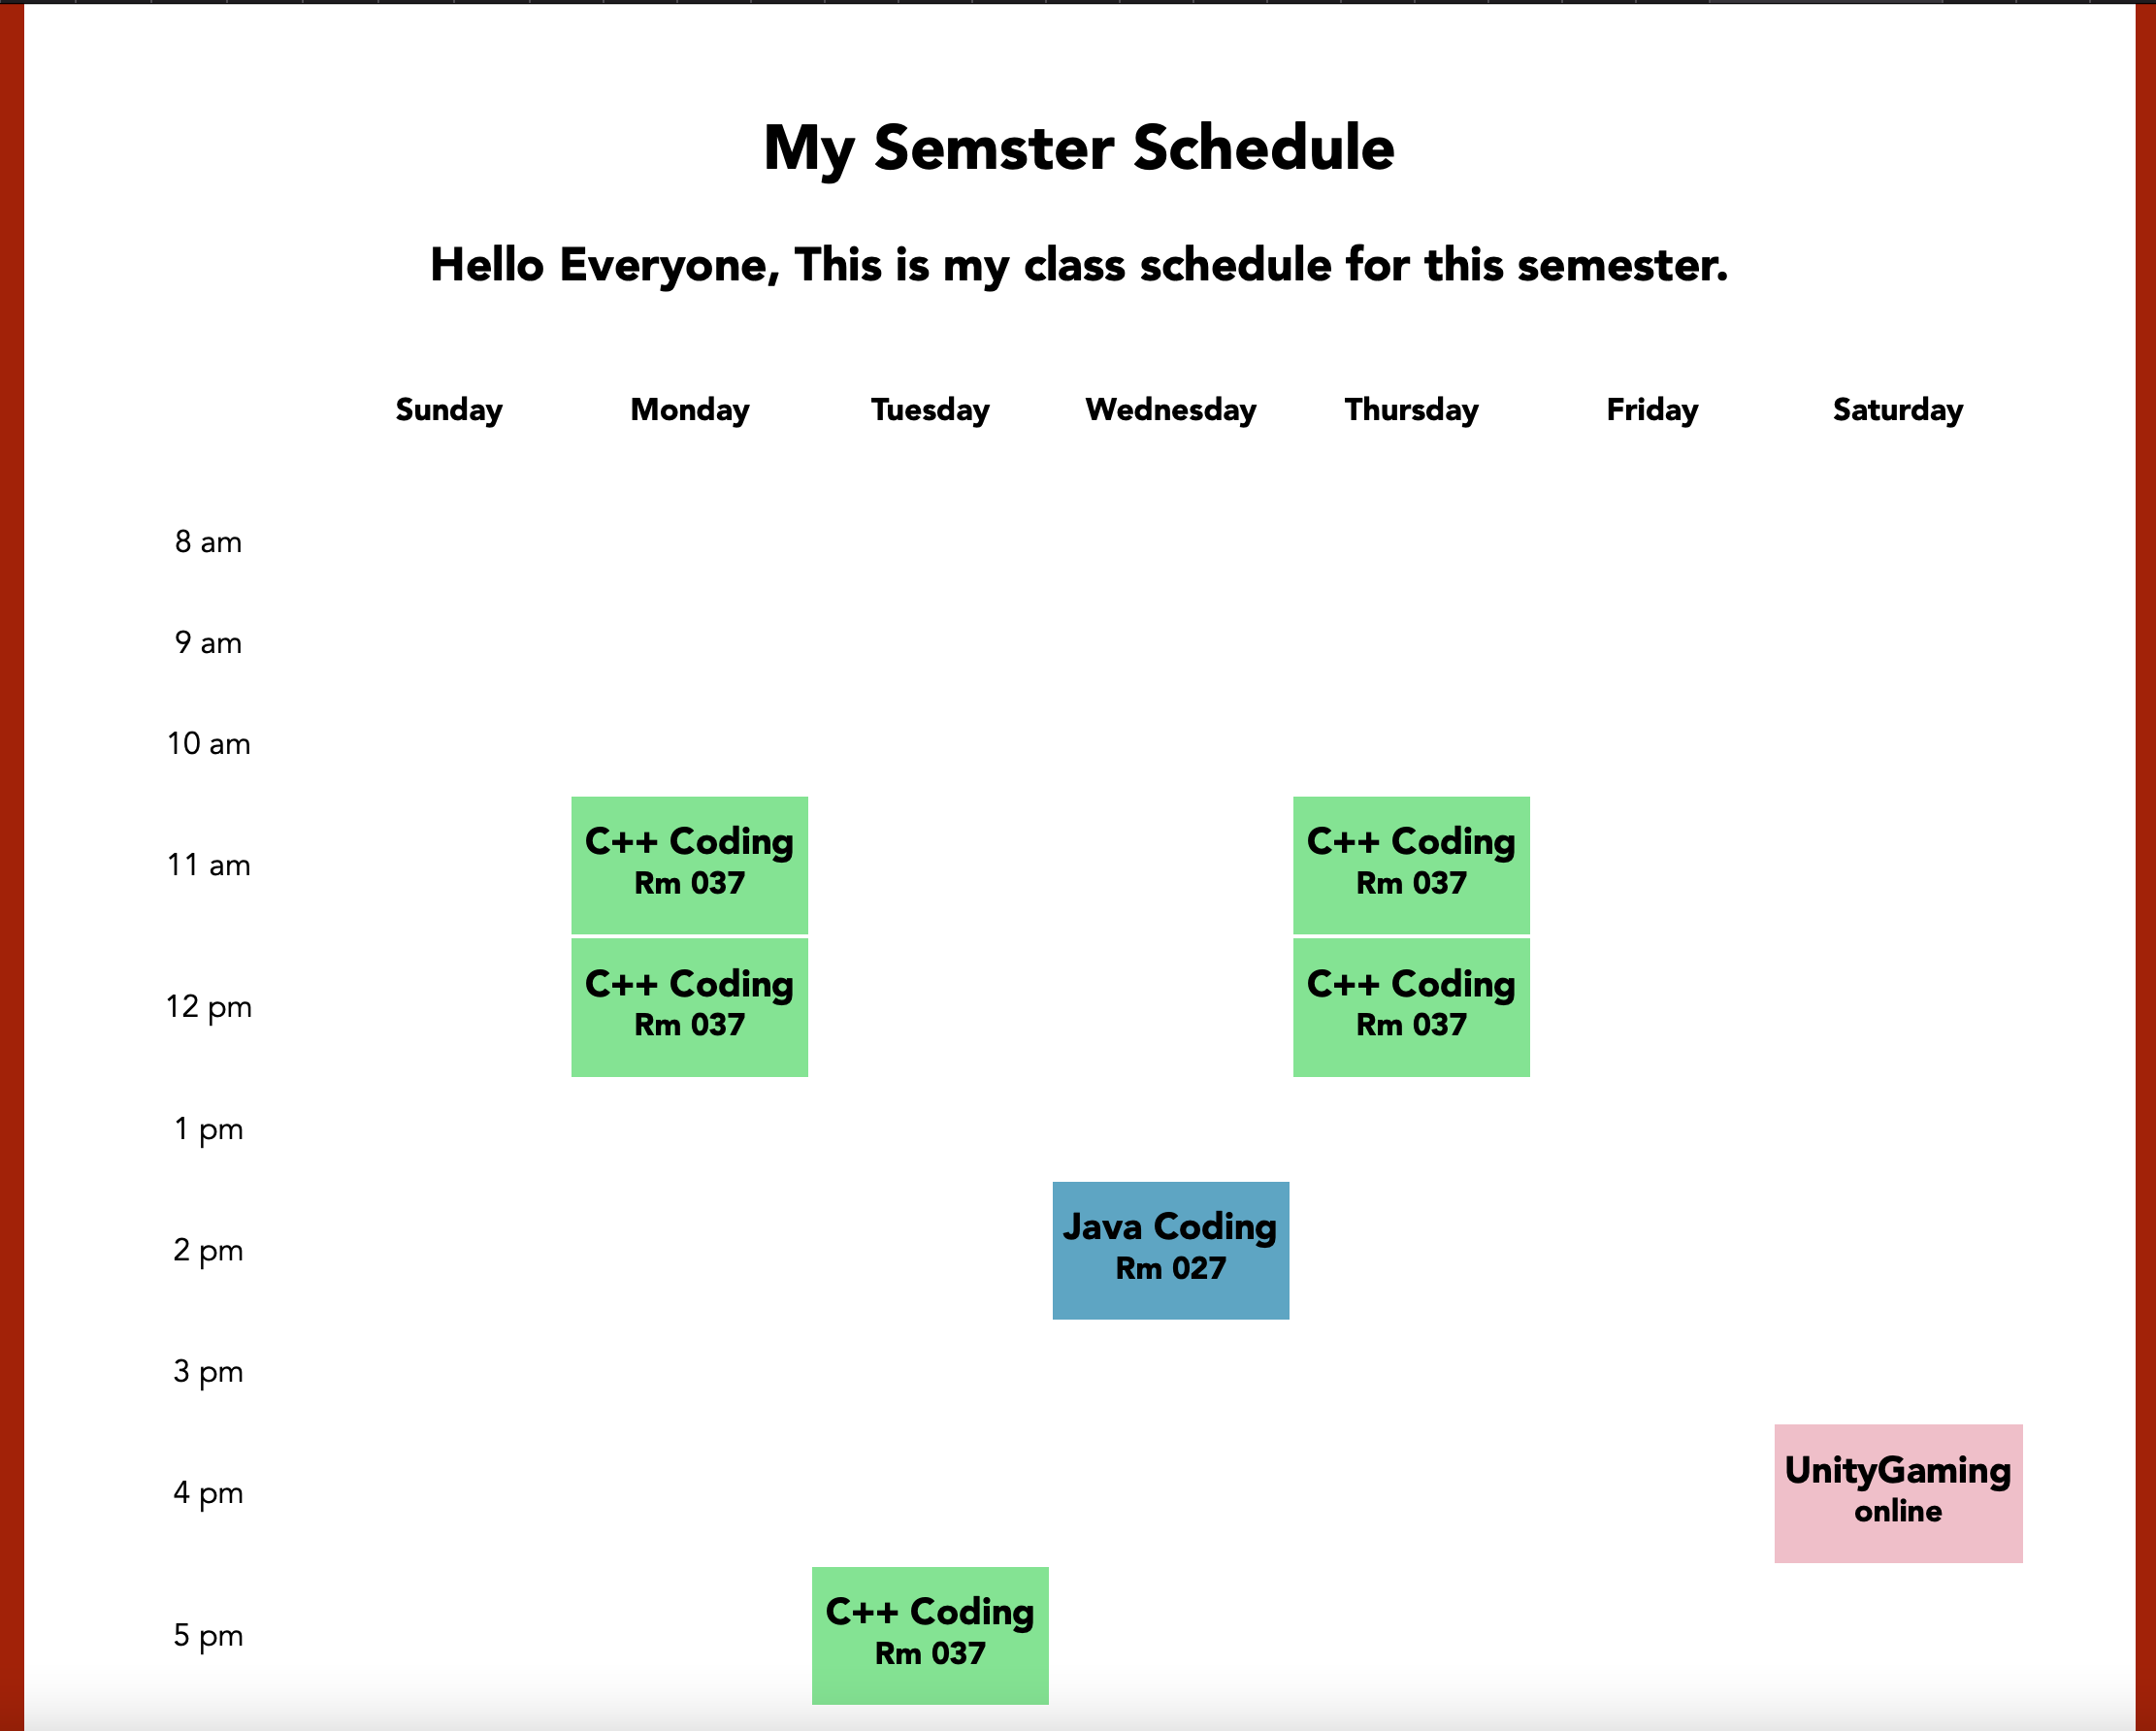 My Semster Schedule
Hello Everyone, This is my class schedule for this semester.
Sunday Monday Tuesday Wednesday Thursday Friday Saturday
8 am
9 am
10 am
11 am C++ Coding C++ Coding
Rm 037 Rm 037
12 pm C++ Coding C++ Coding
Rm 037 Rm 037
1 pm
2 pm Java Coding
Rm 027
3 pm
4 pm UnityGaming
online
5 pm C++ Coding
Rm 037